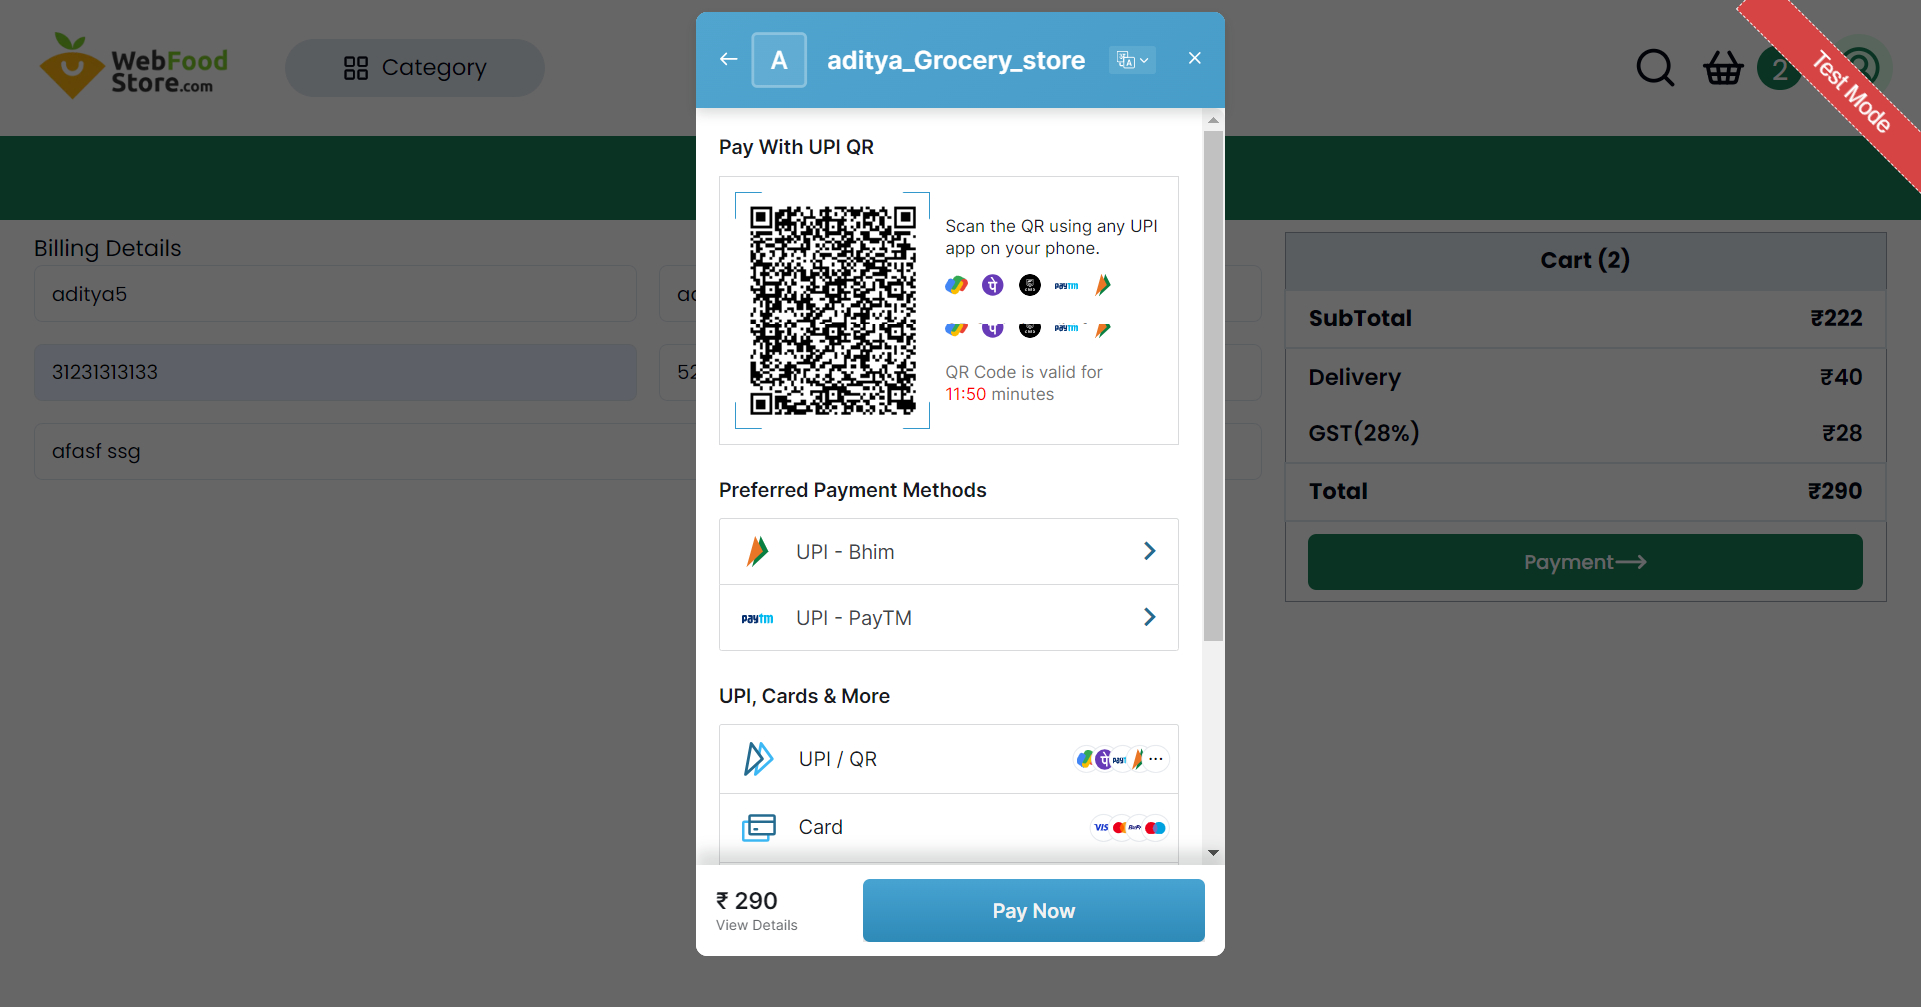 WebFood
Store.com
Category
2
Test Mode
A
aditya_Grocery_store
Pay With UPI QR
Scan the QR using any UPI
app on your phone.
paytm
paytm
QR Code is valid for
11:50 minutes
Preferred Payment Methods
UPI - Bhim
paytm
UPI - PayTM
UPI, Cards & More
UPI / QR
Card
VISA
₹ 290
View Details
Pay Now
Billing Details
aditya5
31231313133
52
afasf ssg
Cart (2)
SubTotal ₹222
Delivery ₹40
GST(28%) ₹28
Total ₹290
Payment